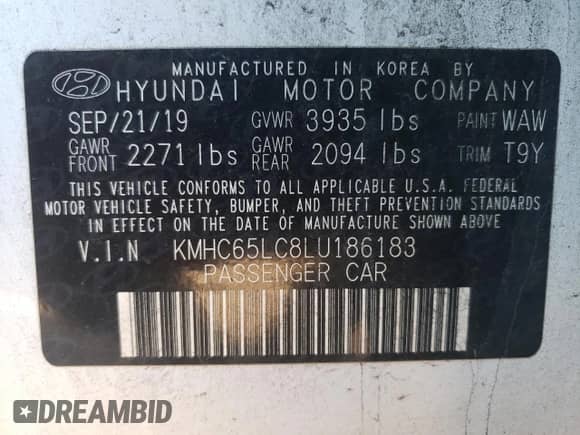 MANUFACTURED IN KOREA BY
HYUNDAI MOTOR COMPANY
SEP/21/19 GVWR 3935 lbs PAINT WAW
GAWR FRONT 2271 lbs GAWR REAR 2094 lbs TRIM T9Y
THIS VEHICLE CONFORMS TO ALL APPLICABLE U.S.A. FEDERAL
MOTOR VEHICLE SAFETY, BUMPER, AND THEFT PREVENTION STANDARDS
IN EFFECT ON THE DATE OF MANUFACTURE SHOWN ABOVE
V.I.N KMHC65LC8LU186183
PASSENGER CAR
DREAMBID